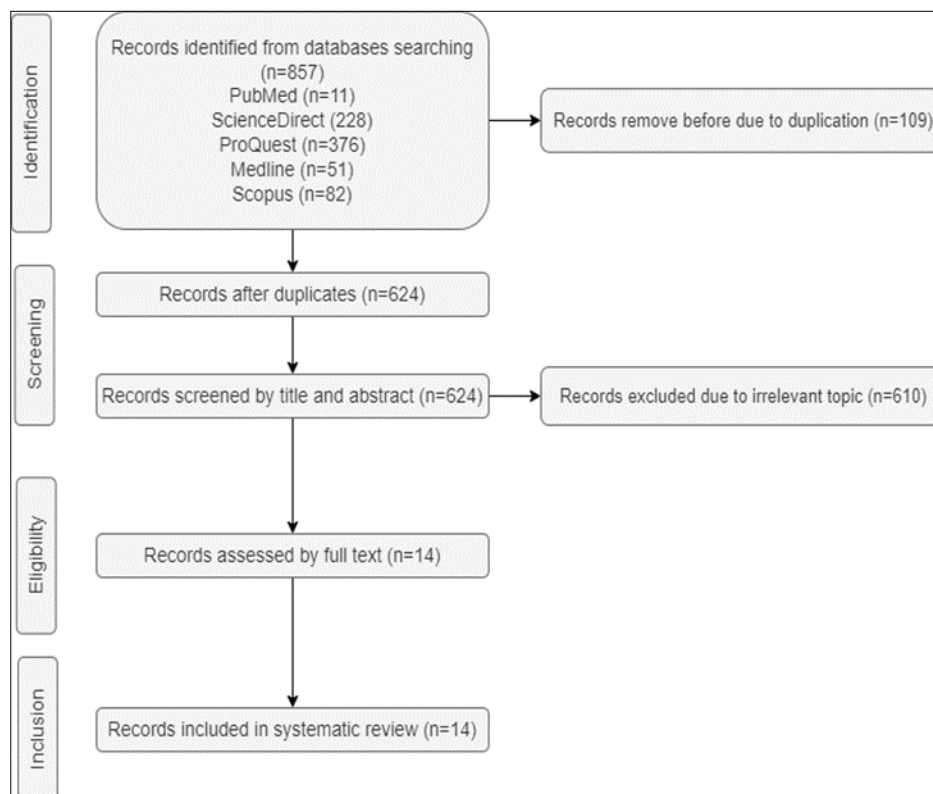 Identification
Records identified from databases searching
(n=857)
PubMed (n=11)
ScienceDirect (228)
ProQuest (n=376)
Medline (n=51)
Scopus (n=82)
Records remove before due to duplication (n=109)
Screening
Records after duplicates (n=624)
Records screened by title and abstract (n=624)
Records excluded due to irrelevant topic (n=610)
Eligibility
Records assessed by full text (n=14)
Inclusion
Records included in systematic review (n=14)